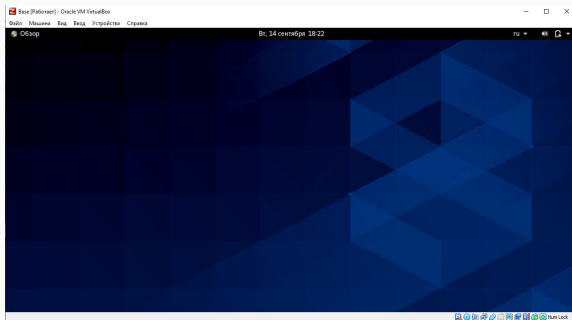 Base [Работает] - Oracle VM VirtualBox
Файл Машина Вид Ввод Устройства Справка
Обзор Вт, 14 сентября 18:22 ru
Num Lock